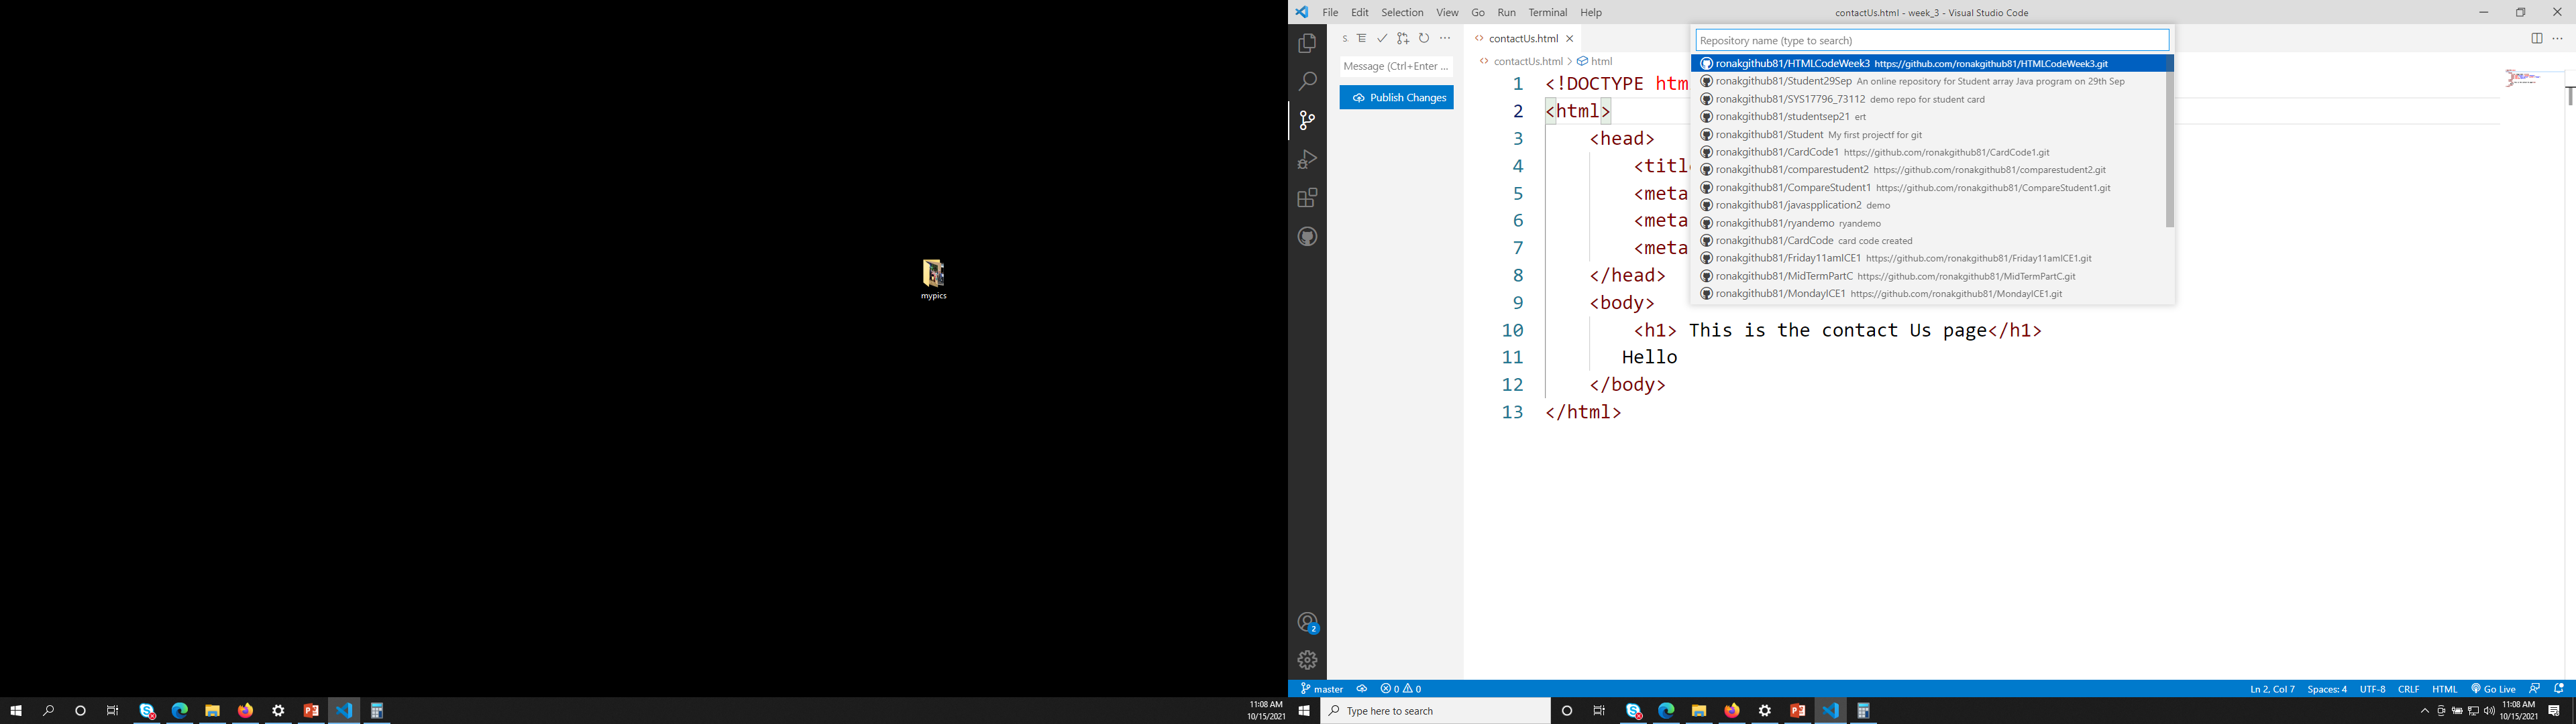 mypics
11:08 AM
10/15/2021
File Edit Selection View Go Run Terminal Help
contactUs.html - week_3 - Visual Studio Code
S
Message (Ctrl+Enter ...
Publish Changes
contactUs.html
contactUs.html > html
Repository name (type to search)
ronakgithub81/HTMLCodeWeek3 https://github.com/ronakgithub81/HTMLCodeWeek3.git
ronakgithub81/Student29Sep An online repository for Student array Java program on 29th Sep
ronakgithub81/SYS17796_73112 demo repo for student card
ronakgithub81/studentsep21 ert
ronakgithub81/Student My first projectf for git
ronakgithub81/CardCode1 https://github.com/ronakgithub81/CardCode1.git
ronakgithub81/comparestudent2 https://github.com/ronakgithub81/comparestudent2.git
ronakgithub81/CompareStudent1 https://github.com/ronakgithub81/CompareStudent1.git
ronakgithub81/javaspplication2 demo
ronakgithub81/ryandemo ryandemo
ronakgithub81/CardCode card code created
ronakgithub81/Friday11amICE1 https://github.com/ronakgithub81/Friday11amICE1.git
ronakgithub81/MidTermPartC https://github.com/ronakgithub81/MidTermPartC.git
ronakgithub81/MondayICE1 https://github.com/ronakgithub81/MondayICE1.git
1 <!DOCTYPE htm
2 <html>
3 <head>
4 <title
5 <meta
6 <meta
7 <meta
8 </head>
9 <body>
10 <h1> This is the contact Us page</h1>
11 Hello
12 </body>
13 </html>
2
master 0 0
Ln 2, Col 7 Spaces: 4 UTF-8 CRLF HTML Go Live
Type here to search
11:08 AM
10/15/2021